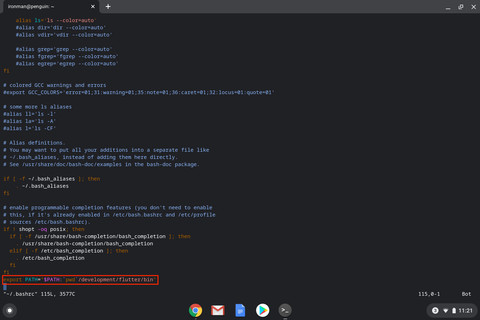 ironman@penguin: ~
alias ls='ls --color=auto'
#alias dir='dir --color=auto'
#alias vdir='vdir --color=auto'
#alias grep='grep --color=auto'
#alias fgrep='fgrep --color=auto'
#alias egrep='egrep --color=auto'
fi
# colored GCC warnings and errors
#export GCC_COLORS='error=01;31:warning=01;35:note=01;36:caret=01;32:locus=01:quote=01'
# some more ls aliases
#alias ll='ls -l'
#alias la='ls -A'
#alias l='ls -CF'
# Alias definitions.
# You may want to put all your additions into a separate file like
# ~/.bash_aliases, instead of adding them here directly.
# See /usr/share/doc/bash-doc/examples in the bash-doc package.
if [ -f ~/.bash_aliases ]; then
. ~/.bash_aliases
fi
# enable programmable completion features (you don't need to enable
# this, if it's already enabled in /etc/bash.bashrc and /etc/profile
# sources /etc/bash.bashrc).
if ! shopt -oq posix; then
if [ -f /usr/share/bash-completion/bash_completion ]; then
. /usr/share/bash-completion/bash_completion
elif [ -f /etc/bash_completion ]; then
. /etc/bash_completion
fi
fi
export PATH="$PATH:`pwd`/development/flutter/bin"
"~/.bashrc" 115L, 3577C 115,0-1 Bot
3 11:21